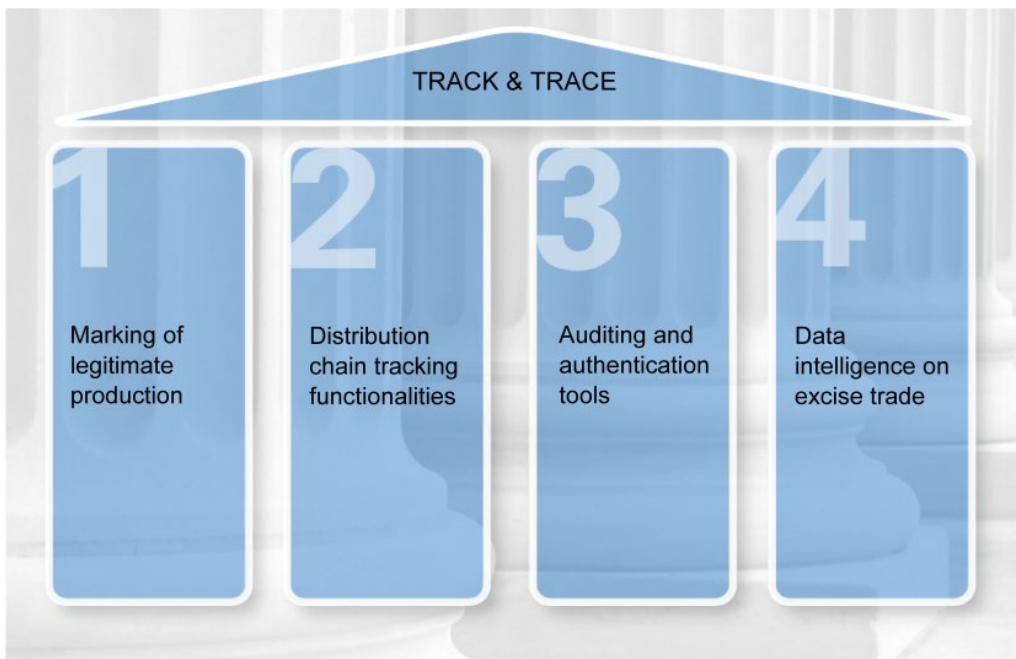 TRACK & TRACE
1
Marking of
legitimate
production
2
Distribution
chain tracking
functionalities
3
Auditing and
authentication
tools
4
Data
intelligence on
excise trade